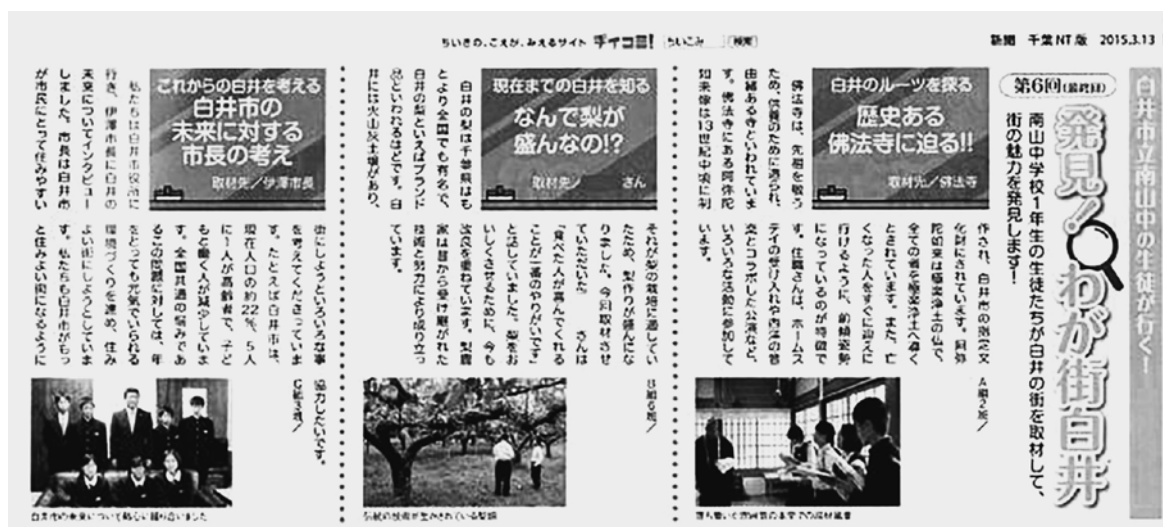 ちいきの、こえが、みえるサイト チイコミ! ちいこみ 検索
新聞 千葉NT版 2015.3.13
白井市立南山中の生徒が行く!
第6回(最終回)
発見!わが街白井
南山中学校1年生の生徒たちが白井の街を取材して、
街の魅力を発見します!
白井のルーツを探る
歴史ある
佛法寺に迫る!!
取材先/佛法寺
佛法寺は、先祖を敬う
ため、供養のために造られ、
由緒ある寺といわれていま
す。佛法寺にある阿弥陀
如来像は13世紀中頃に制
作され、白井市の指定文
化財にされています。阿弥
陀如来は極楽浄土の仏で、
全ての者を極楽浄土へ導く
とされています。また、亡
くなった人をすぐに迎えに
行けるように、前傾姿勢
になっているのが特徴で
す。住職さんは、ホームス
テイの受け入れや西洋の音
楽とコラボした公演など、
いろいろな活動に参加して
います。
A組2班/
落ち着いた雰囲気の本堂での取材風景
現在までの白井を知る
なんで梨が
盛んなの!?
取材先/ さん
白井の梨は千葉県はも
とより全国でも有名で、
白井の梨といえばブランド
品といわれるほどです。白
井には火山灰土壌があり、
それが梨の栽培に適してい
たため、梨作りが盛んにな
りました。今回取材させ
ていただいた さんは
「食べた人が喜んでくれる
ことが一番のやりがいです」
と話していました。梨をお
いしくさせるために、今も
改良を重ねています。梨農
家は昔から受け継がれた
技術と努力により成り立っ
ています。
B組6班/
伝統の技術が生かされている梨畑
これからの白井を考える
白井市の
未来に対する
市長の考え
取材先/伊澤市長
私たちは白井市役所に
行き、伊澤市長に白井の
未来についてインタビュー
しました。市長は白井市
が市民にとって住みやすい
街にしようといろいろな事
を考えてくださっていま
す。たとえば白井市は、
現在人口の約22%、5人
に1人が高齢者で、子ど
もと働く人が減少していま
す。全国共通の悩みであ
るこの問題に対しては、年
をとっても元気でいられる
環境づくりを進め、住み
よい街にしようとしていま
す。私たちも白井市がもっ
と住みよい街になるように
協力したいです。
C組3班/
白井市の未来について熱心に語り合いました